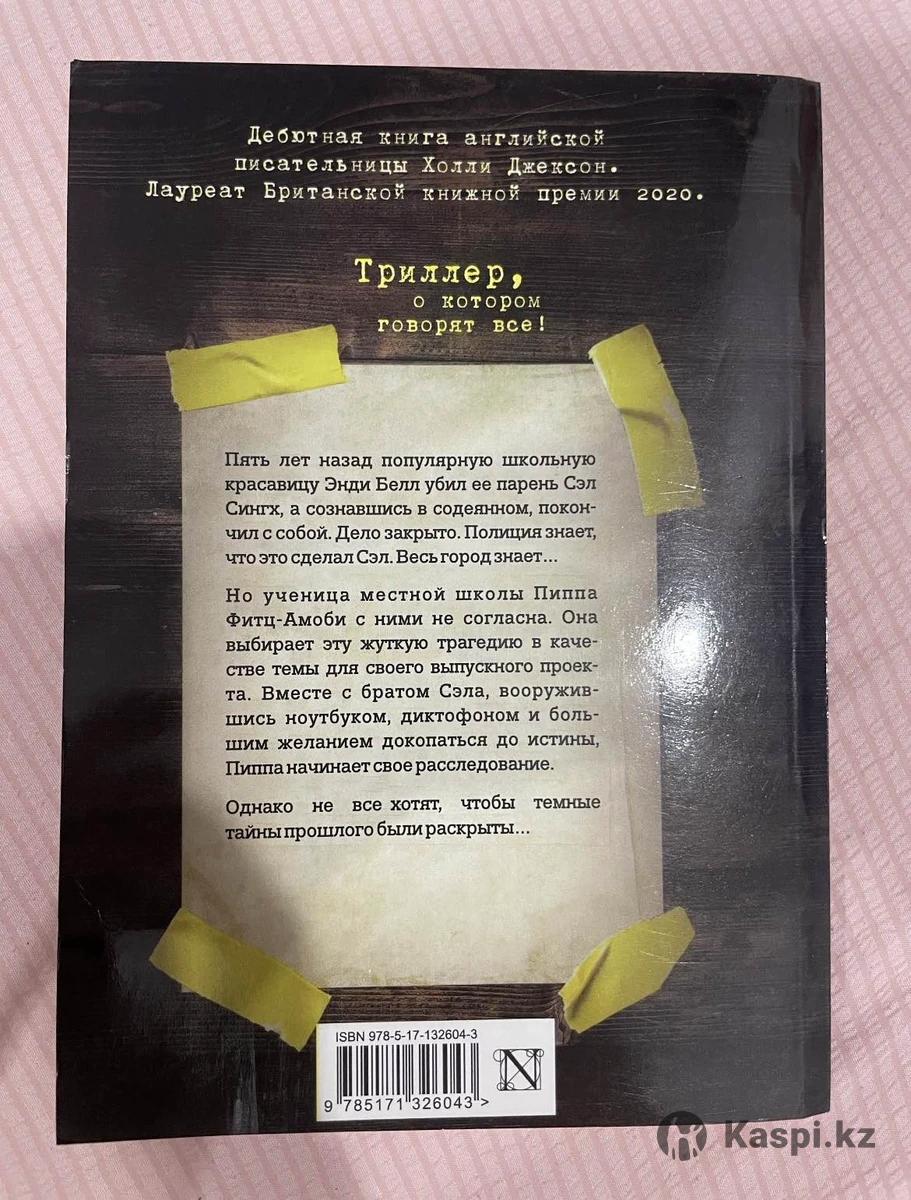 Дебютная книга английской
писательницы Холли Джексон.
Лауреат Британской книжной премии 2020.
Триллер,
о котором
говорят все!
Пять лет назад популярную школьную
красавицу Энди Белл убил ее парень Сэл
Сингх, а сознавшись в содеянном, покон-
чил с собой. Дело закрыто. Полиция знает,
что это сделал Сэл. Весь город знает...
Но ученица местной школы Пиппа
Фитц-Амоби с ними не согласна. Она
выбирает эту жуткую трагедию в каче-
стве темы для своего выпускного проек-
та. Вместе с братом Сэла, вооружив-
шись ноутбуком, диктофоном и боль-
шим желанием докопаться до истины,
Пиппа начинает свое расследование.
Однако не все хотят, чтобы темные
тайны прошлого были раскрыты...
ISBN 978-5-17-132604-3
N
9 785171 326043 >
Kaspi.kz